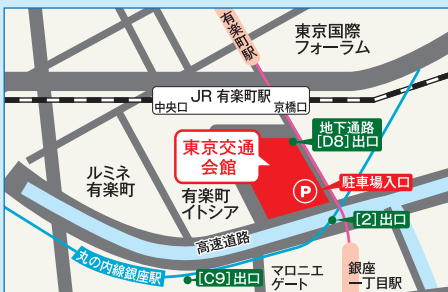 有楽町駅
東京国際
フォーラム
JR 有楽町駅
中央口
京橋口
地下通路
[D8]出口
東京交通
会館
ルミネ
有楽町
有楽町
イトシア
P
駐車場入口
[2]出口
高速道路
丸の内線銀座駅
[C9]出口
マロニエ
ゲート
銀座
一丁目駅